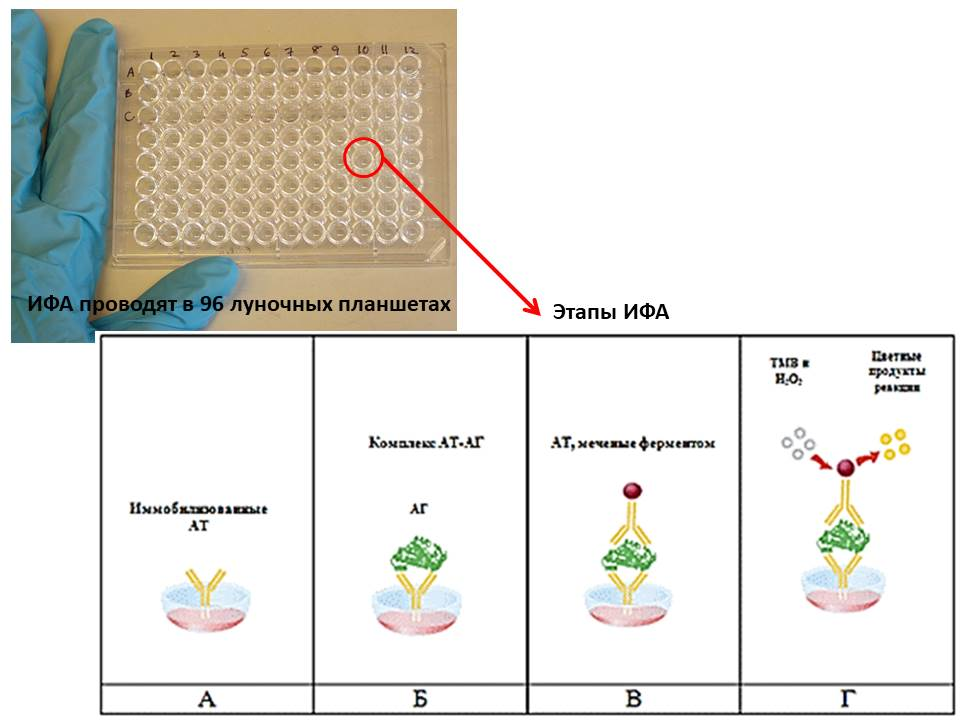 1 2 3 4 5 6 7 8 9 10 11 12
A
B
C
ИФА проводят в 96 луночных планшетах
Этапы ИФА
Иммобилизованные
АТ
Комплекс АТ-АГ
АГ
АТ, меченые ферментом
ТМВ и
H₂O₂
Цветные
продукты
реакции
А
Б
В
Г